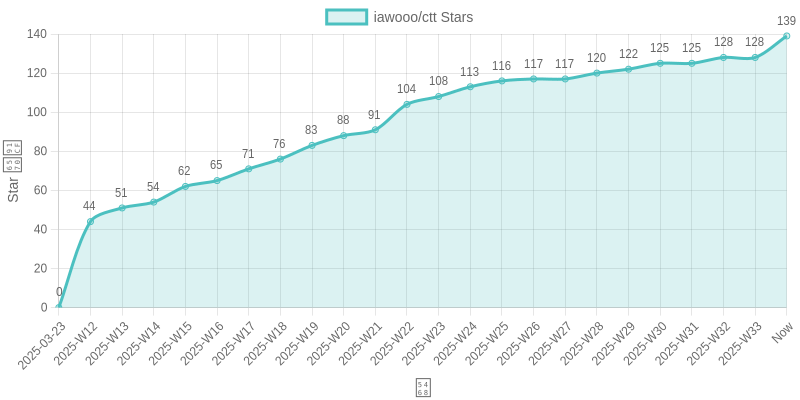 iawooo/ctt Stars
140
120
100
80
60
40
20
0
Star
0
44
51
54
62
65
71
76
83
88
91
104
108
113
116
117
117
120
122
125
125
128
128
139
2025-03-23
2025-W12
2025-W13
2025-W14
2025-W15
2025-W16
2025-W17
2025-W18
2025-W19
2025-W20
2025-W21
2025-W22
2025-W23
2025-W24
2025-W25
2025-W26
2025-W27
2025-W28
2025-W29
2025-W30
2025-W31
2025-W32
2025-W33
Now